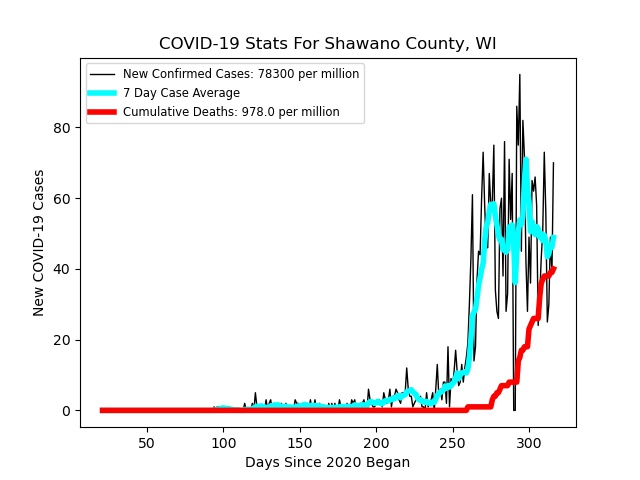 COVID-19 Stats For Shawano County, WI
New Confirmed Cases: 78300 per million
7 Day Case Average
Cumulative Deaths: 978.0 per million
New COVID-19 Cases
80
60
40
20
0
50 100 150 200 250 300
Days Since 2020 Began